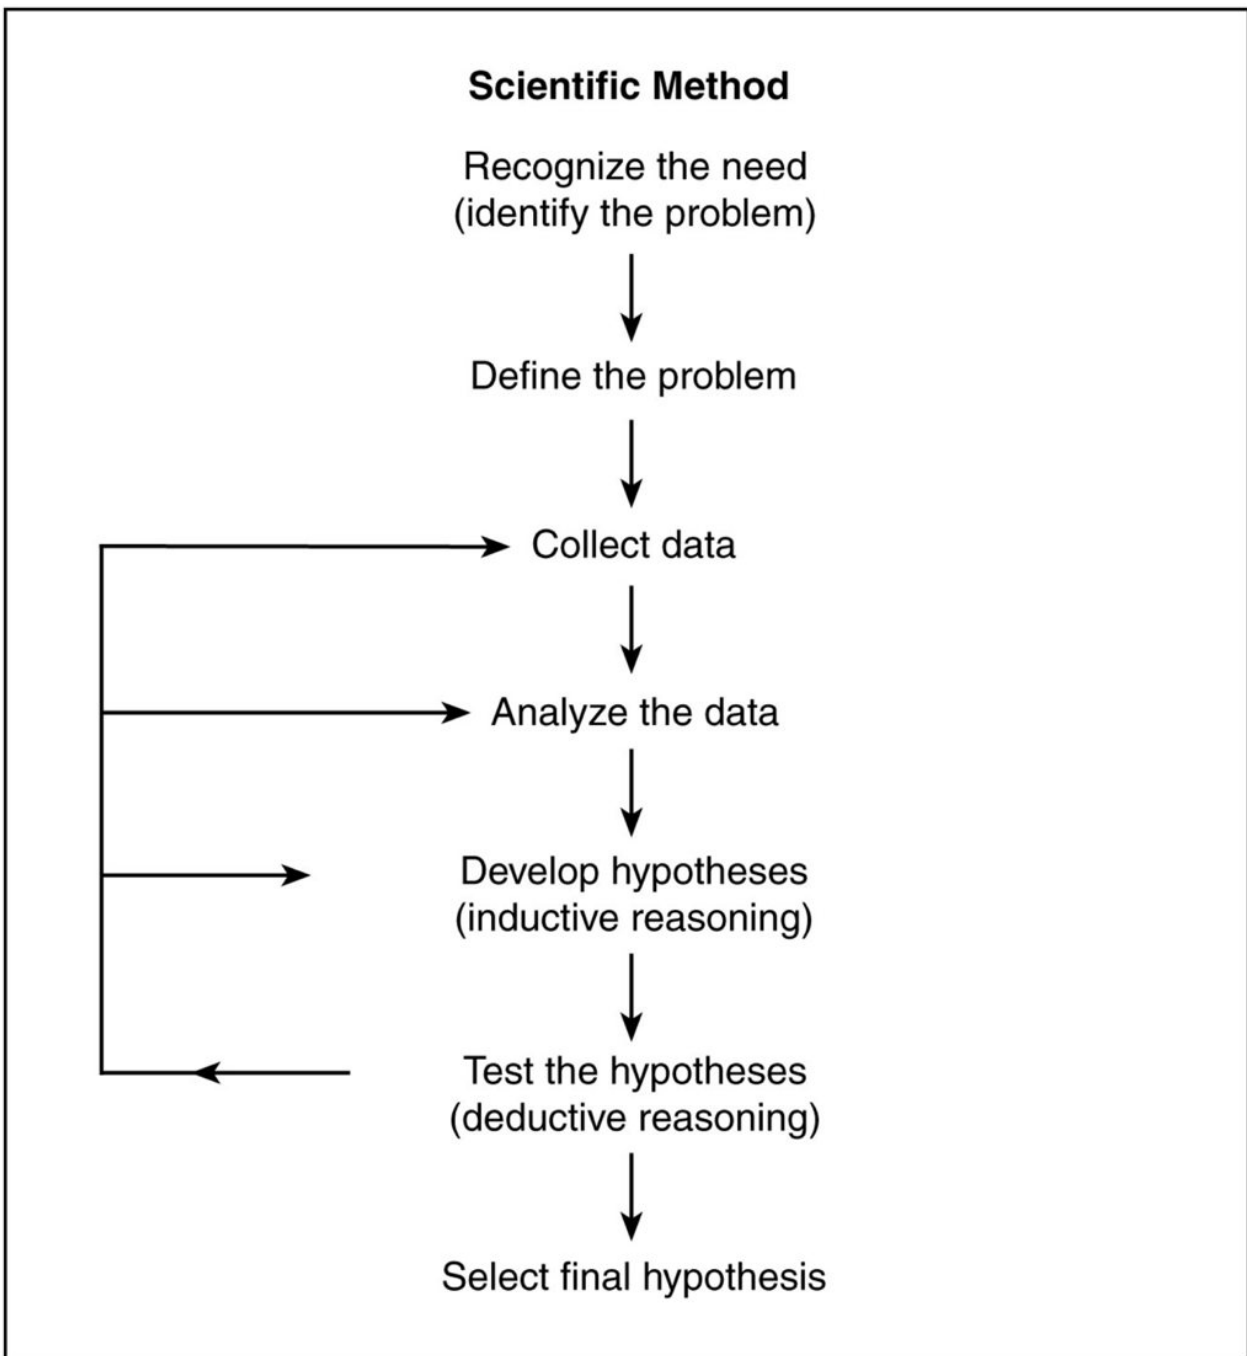 Scientific Method
Recognize the need
(identify the problem)
Define the problem
Collect data
Analyze the data
Develop hypotheses
(inductive reasoning)
Test the hypotheses
(deductive reasoning)
Select final hypothesis